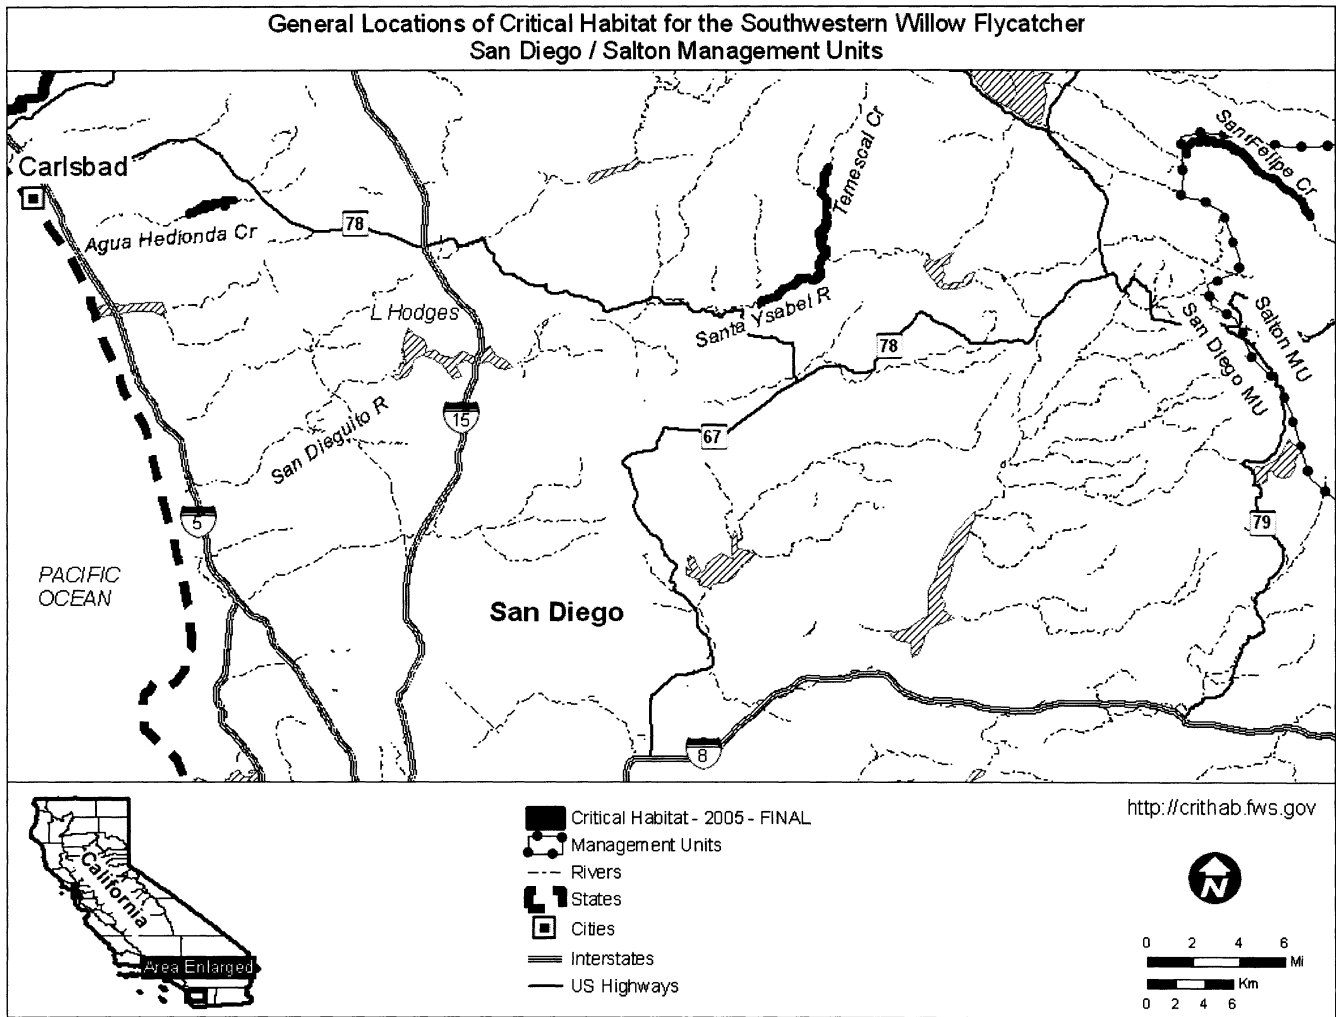 General Locations of Critical Habitat for the Southwestern Willow Flycatcher
San Diego / Salton Management Units
Carlsbad
Agua Hedionda Cr
78
Temescal Cr
San Felipe Cr
L Hodges
Santa Ysabel R
78
San Diego MU
Salton MU
San Dieguito R
15
67
5
79
PACIFIC
OCEAN
San Diego
8
California
Area Enlarged
Critical Habitat - 2005 - FINAL
Management Units
Rivers
States
Cities
Interstates
US Highways
http://crithab.fws.gov
N
0 2 4 6
Mi
Km
0 2 4 6